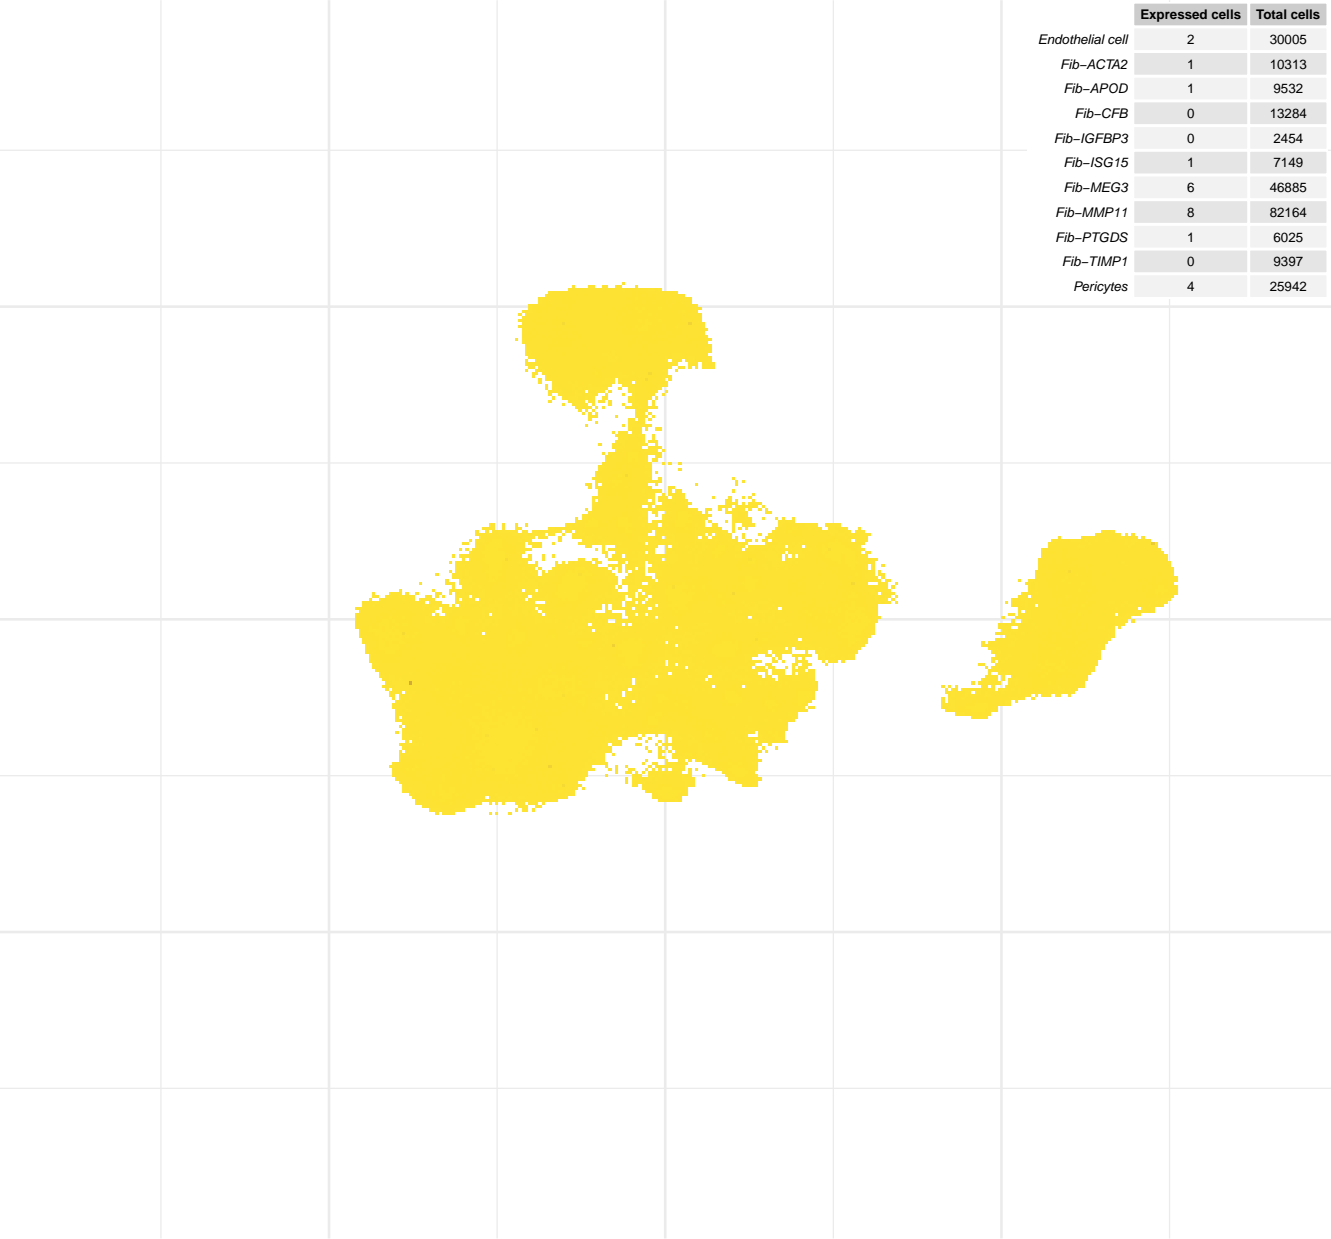 Expressed cells Total cells
Endothelial cell 2 30005
Fib−ACTA2 1 10313
Fib−APOD 1 9532
Fib−CFB 0 13284
Fib−IGFBP3 0 2454
Fib−ISG15 1 7149
Fib−MEG3 6 46885
Fib−MMP11 8 82164
Fib−PTGDS 1 6025
Fib−TIMP1 0 9397
Pericytes 4 25942